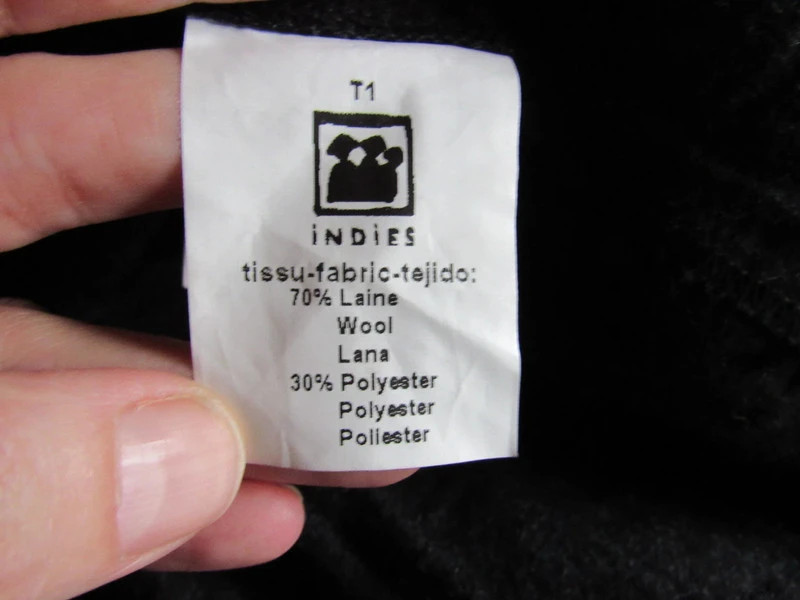 T1
iNDiES
tissu-fabric-tejido:
70% Laine
Wool
Lana
30% Polyester
Polyester
Poliester